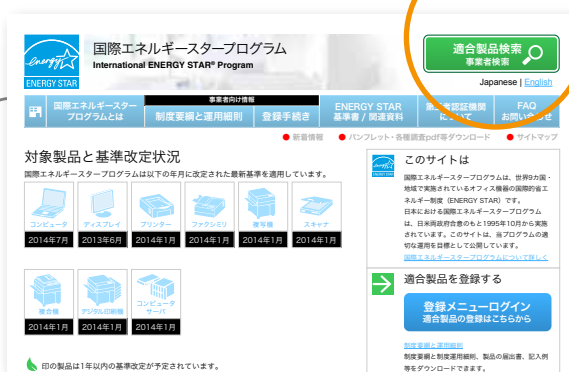 energy
ENERGY STAR
国際エネルギースタープログラム
International ENERGY STAR® Program
適合製品検索
事業者検索
Japanese | English
国際エネルギースター
プログラムとは
事業者向け情報
制度要綱と運用細則
登録手続き
ENERGY STAR
基準書 / 関連資料
第三者認証機関
について
FAQ
お問い合わせ
新着情報
パンフレット・各種調査pdf等ダウンロード
サイトマップ
対象製品と基準改定状況
国際エネルギースタープログラムは以下の年月に改定された最新基準を適用しています。
コンピュータ
ディスプレイ
プリンター
ファクシミリ
複写機
スキャナ
2014年7月
2013年6月
2014年1月
2014年1月
2014年1月
2014年1月
複合機
デジタル印刷機
コンピュータ
サーバ
2014年1月
2014年1月
2014年1月
印の製品は1年以内の基準改定が予定されています。
このサイトは
国際エネルギースタープログラムは、世界9カ国・
地域で実施されているオフィス機器の国際的省エ
ネルギー制度（ENERGY STAR）です。
日本における国際エネルギースタープログラム
は、日米両政府合意のもと1995年10月から実施
されています。このサイトは、当プログラムの適
切な運用を目標として公開しています。
国際エネルギースタープログラムについて詳しく
適合製品を登録する
登録メニューログイン
適合製品の登録はこちらから
制度要綱と運用細則
制度要綱と制度運用細則、製品の届出書、記入例
等をダウンロードできます。